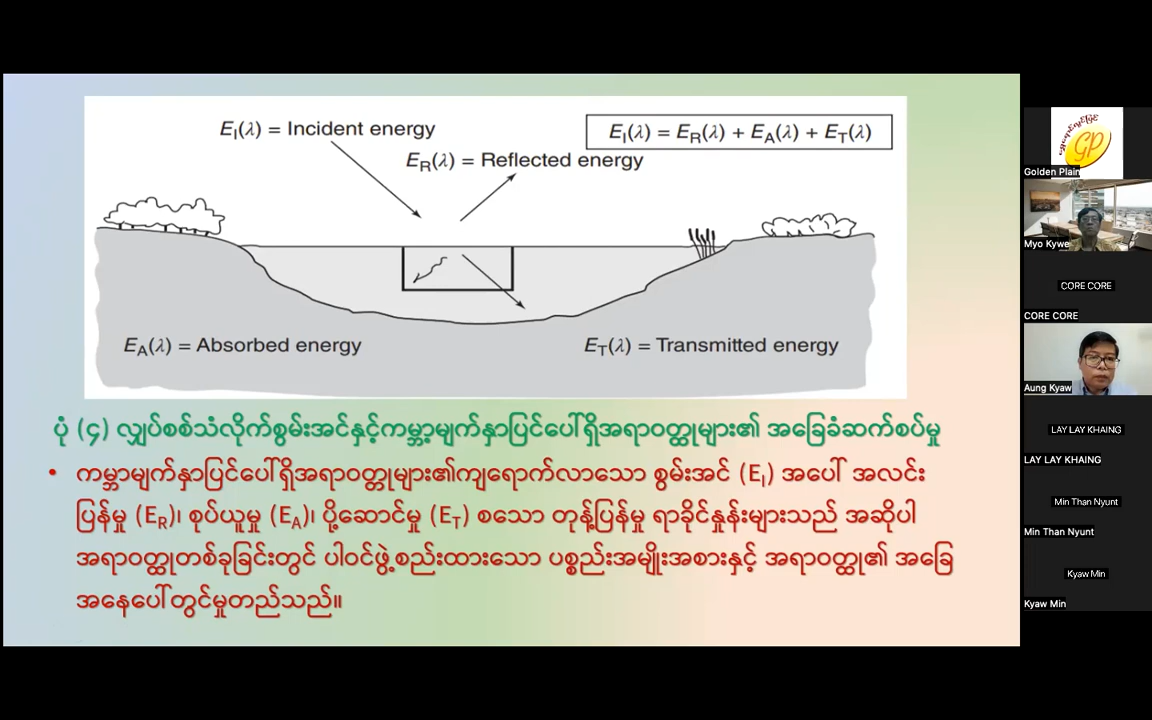 E_I(λ) = Incident energy
E_I(λ) = E_R(λ) + E_A(λ) + E_T(λ)
E_R(λ) = Reflected energy
E_A(λ) = Absorbed energy
E_T(λ) = Transmitted energy
ပုံ (၄) လျှပ်စစ်သံလိုက်စွမ်းအင်နှင့်ကမ္ဘာ့မျက်နှာပြင်ပေါ်ရှိအရာဝတ္ထုများ၏ အခြေခံဆက်စပ်မှု
• ကမ္ဘာမျက်နှာပြင်ပေါ်ရှိအရာဝတ္ထုများ၏ကျရောက်လာသော စွမ်းအင် (E_I) အပေါ် အလင်း
ပြန်မှု (E_R)၊ စုပ်ယူမှု (E_A)၊ ပို့ဆောင်မှု (E_T) စသော တုန့်ပြန်မှု ရာခိုင်နှုန်းများသည် အဆိုပါ
အရာဝတ္ထုတစ်ခုခြင်းတွင် ပါဝင်ဖွဲ့စည်းထားသော ပစ္စည်းအမျိုးအစားနှင့် အရာဝတ္ထု၏ အခြေ
အနေပေါ်တွင်မှုတည်သည်။
GP
Golden Plain
Myo Kywe
CORE CORE
CORE CORE
Aung Kyaw
LAY LAY KHAING
LAY LAY KHAING
Min Than Nyunt
Min Than Nyunt
Kyaw Min
Kyaw Min